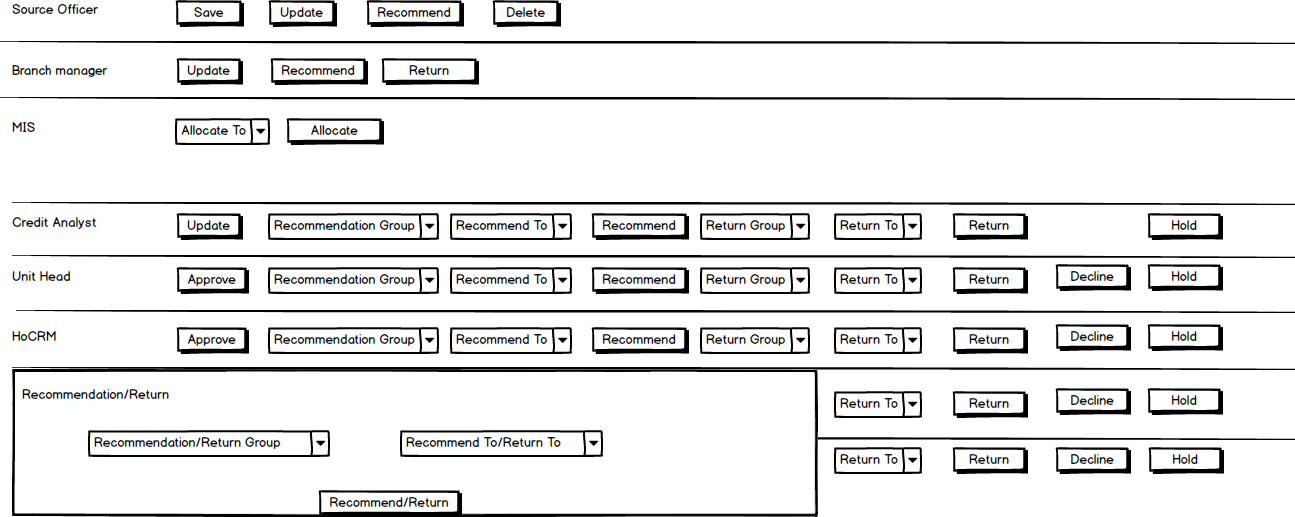 Source Officer Save Update Recommend Delete
Branch manager Update Recommend Return
MIS Allocate To Allocate
Credit Analyst Update Recommendation Group Recommend To Recommend Return Group Return To Return Hold
Unit Head Approve Recommendation Group Recommend To Recommend Return Group Return To Return Decline Hold
HoCRM Approve Recommendation Group Recommend To Recommend Return Group Return To Return Decline Hold
Recommendation/Return
Return To Return Decline Hold
Recommendation/Return Group Recommend To/Return To
Return To Return Decline Hold
Recommend/Return